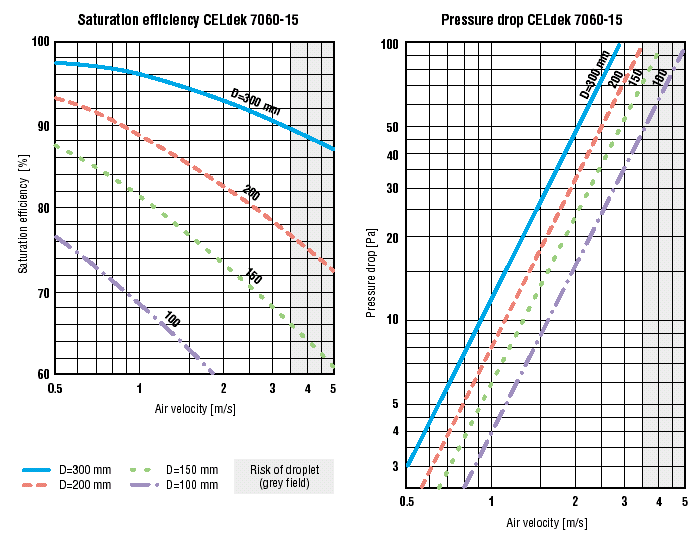 Saturation efficiency CELdek 7060-15
100
90
80
70
60
Saturation efficiency [%]
D=300 mm
200
150
100
0.5 1 2 3 4 5
Air velocity [m/s]
Pressure drop CELdek 7060-15
100
50
40
30
20
10
5
4
3
Pressure drop [Pa]
D=300 mm
200
150
100
0.5 1 2 3 4 5
Air velocity [m/s]
D=300 mm D=150 mm
D=200 mm D=100 mm
Risk of droplet
(grey field)